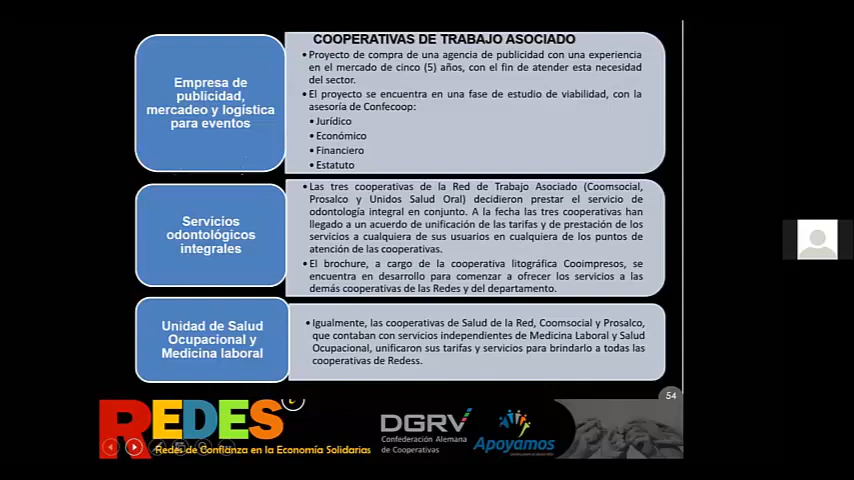 COOPERATIVAS DE TRABAJO ASOCIADO
Empresa de
publicidad,
mercadeo y logística
para eventos
• Proyecto de compra de una agencia de publicidad con una experiencia
en el mercado de cinco (5) años, con el fin de atender esta necesidad
del sector.
• El proyecto se encuentra en una fase de estudio de viabilidad, con la
asesoría de Confecoop:
• Jurídico
• Económico
• Financiero
• Estatuto
Servicios
odontológicos
integrales
• Las tres cooperativas de la Red de Trabajo Asociado (Coomsocial,
Prosalco y Unidos Salud Oral) decidieron prestar el servicio de
odontología integral en conjunto. A la fecha las tres cooperativas han
llegado a un acuerdo de unificación de las tarifas y de prestación de los
servicios a cualquiera de sus usuarios en cualquiera de los puntos de
atención de las cooperativas.
• El brochure, a cargo de la cooperativa litográfica Cooimpresos, se
encuentra en desarrollo para comenzar a ofrecer los servicios a las
demás cooperativas de las Redes y del departamento.
Unidad de Salud
Ocupacional y
Medicina laboral
• Igualmente, las cooperativas de Salud de la Red, Coomsocial y Prosalco,
que contaban con servicios independientes de Medicina Laboral y Salud
Ocupacional, unificaron sus tarifas y servicios para brindarlo a todas las
cooperativas de Redess.
54
REDES
Redes de Confianza en la Economía Solidarias
DGRV
Confederación Alemana
de Cooperativas
Apoyamos